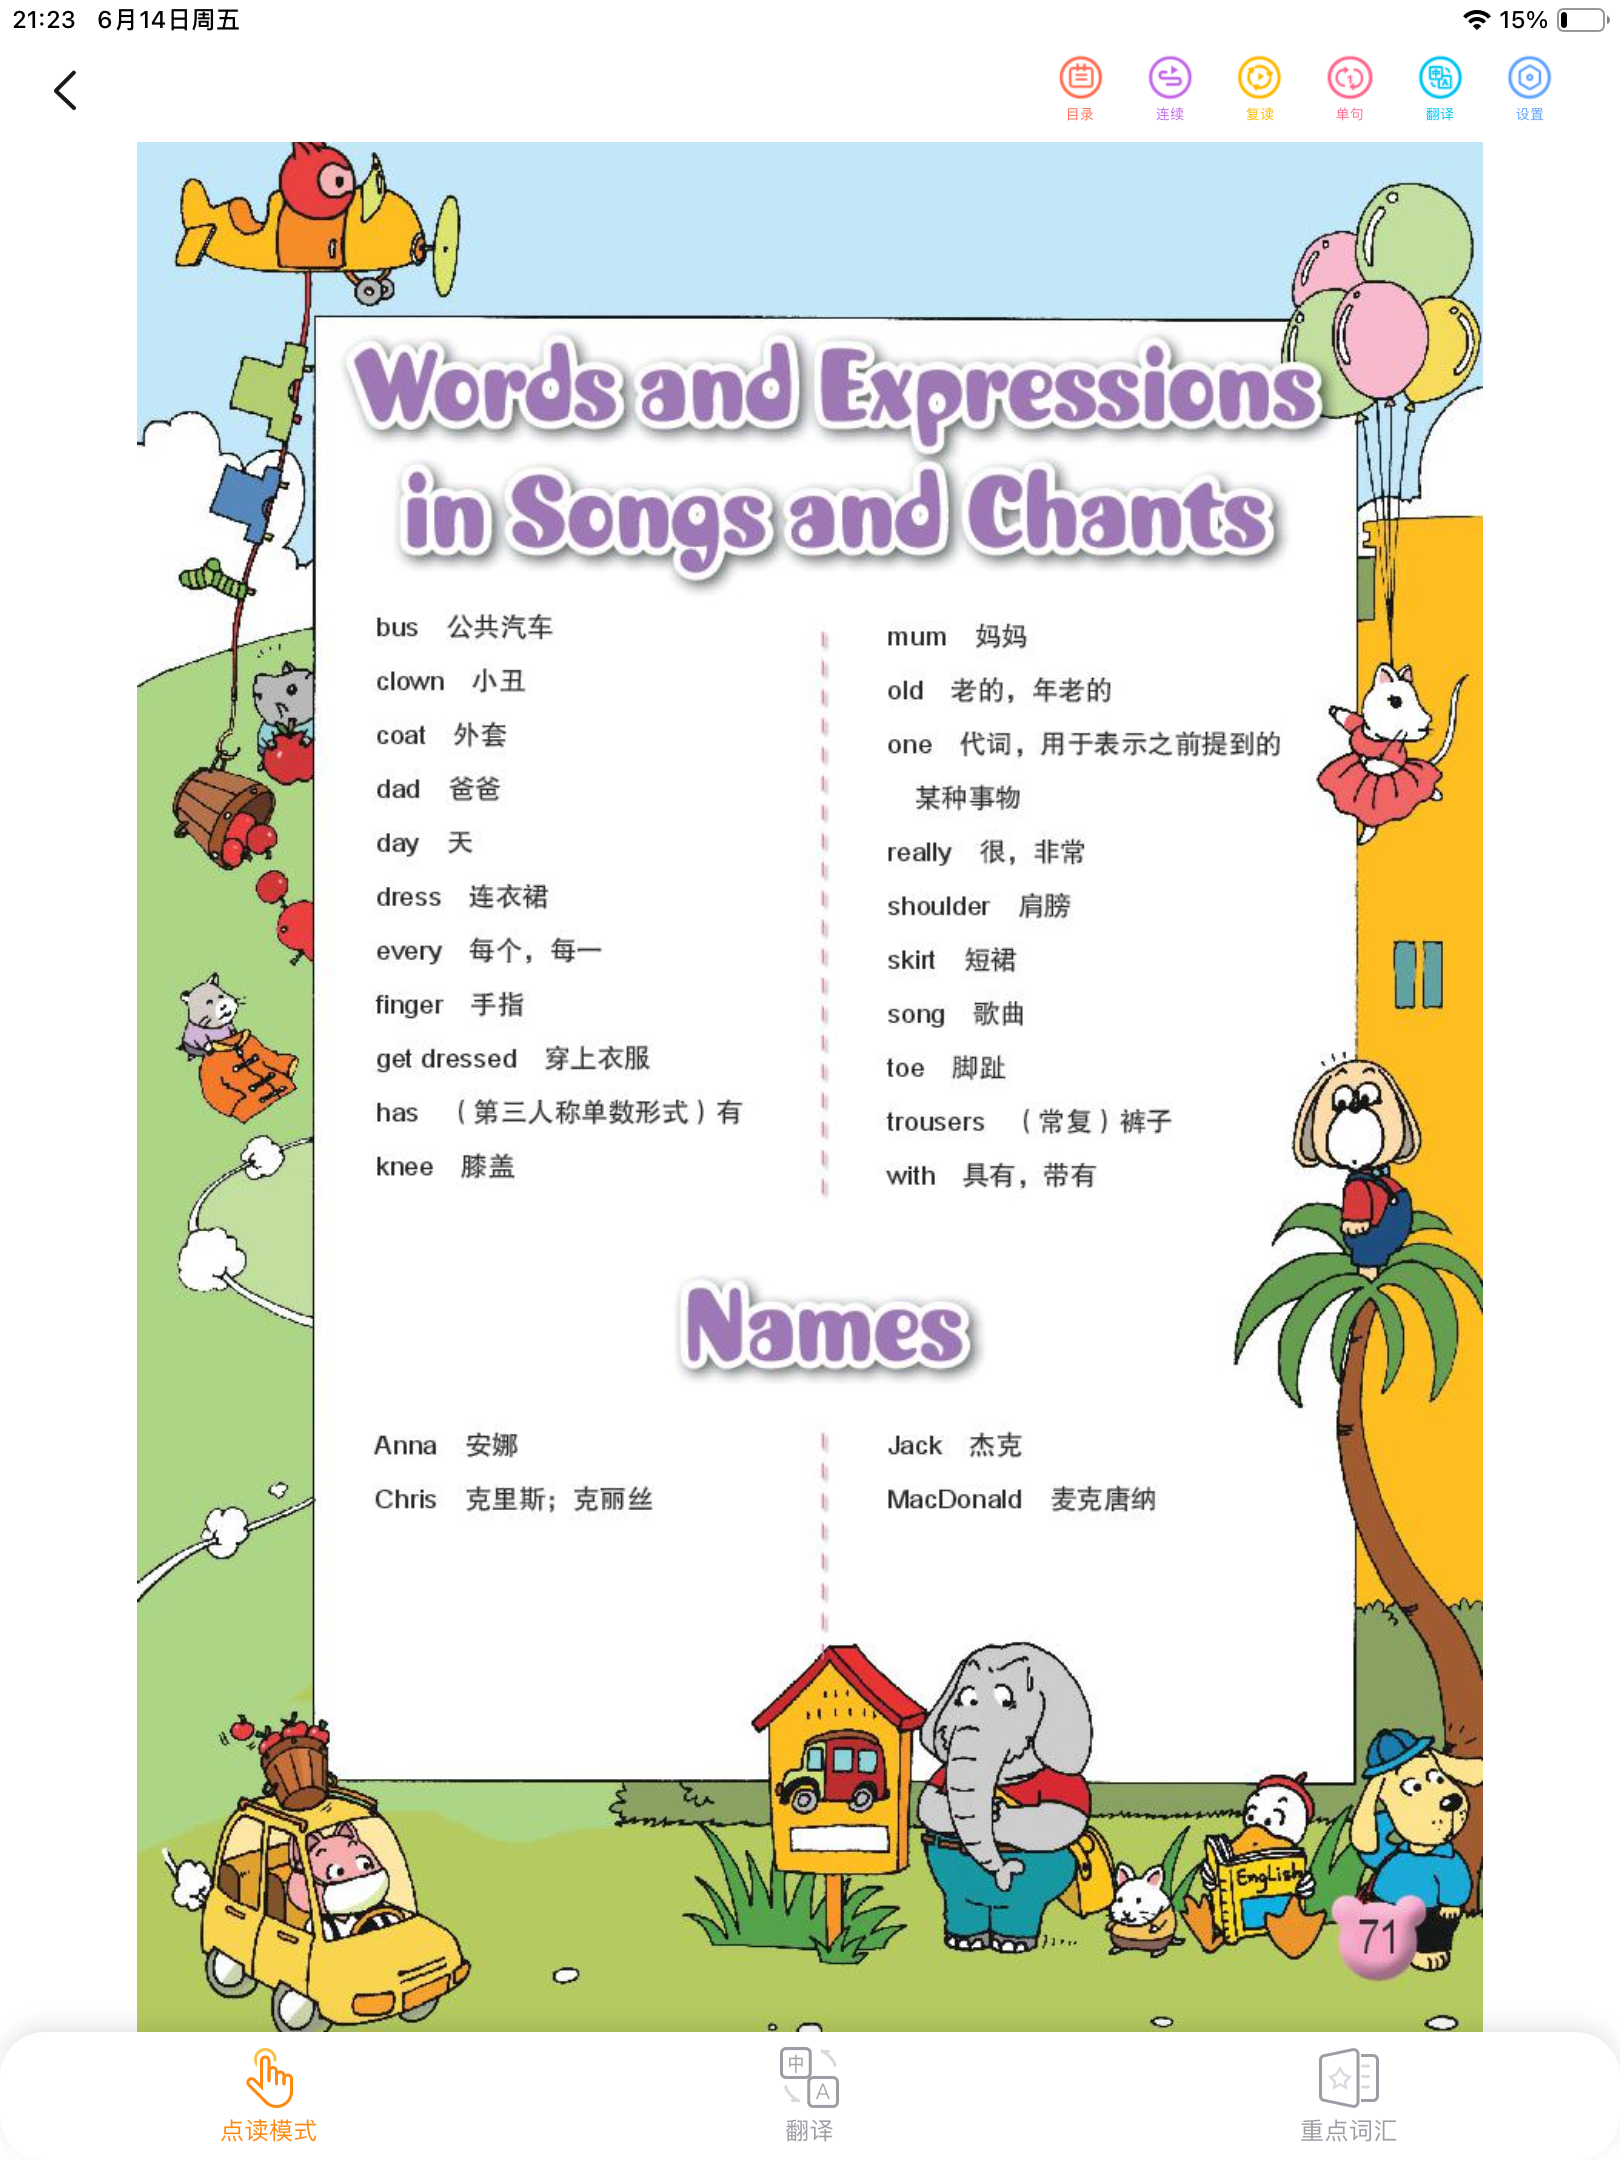 21:23 6月14日周五
15%
目录 连续 复读 单句 翻译 设置
Words and Expressions
in Songs and Chants
bus 公共汽车
clown 小丑
coat 外套
dad 爸爸
day 天
dress 连衣裙
every 每个，每一
finger 手指
get dressed 穿上衣服
has （第三人称单数形式）有
knee 膝盖
mum 妈妈
old 老的，年老的
one 代词，用于表示之前提到的
某种事物
really 很，非常
shoulder 肩膀
skirt 短裙
song 歌曲
toe 脚趾
trousers （常复）裤子
with 具有，带有
Names
Anna 安娜
Chris 克里斯；克丽丝
Jack 杰克
MacDonald 麦克唐纳
English
71
点读模式 翻译 重点词汇